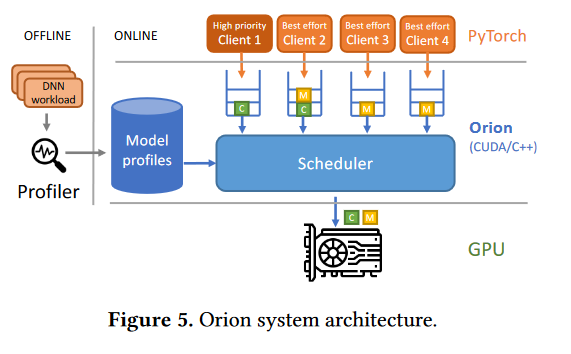 OFFLINE
ONLINE
High priority
Client 1
Best effort
Client 2
Best effort
Client 3
Best effort
Client 4
PyTorch
DNN
workload
Profiler
Model
profiles
C
M
C
M
M
Scheduler
Orion
(CUDA/C++)
C M
GPU
Figure 5. Orion system architecture.